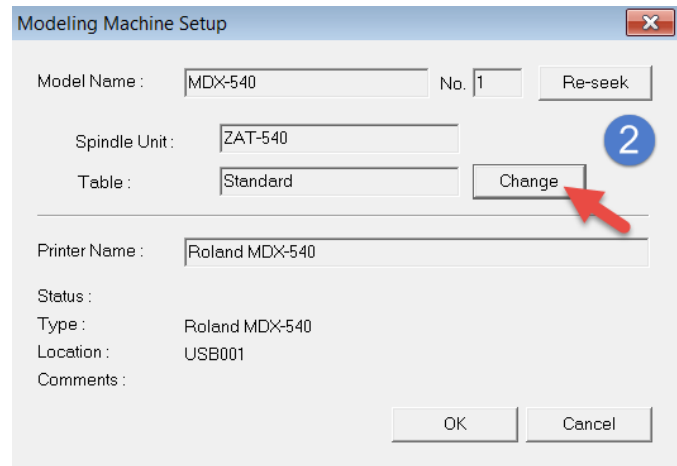 Modeling Machine Setup
Model Name : MDX-540 No. 1 Re-seek
Spindle Unit : ZAT-540 2
Table : Standard Change
Printer Name : Roland MDX-540
Status :
Type : Roland MDX-540
Location : USB001
Comments :
OK Cancel